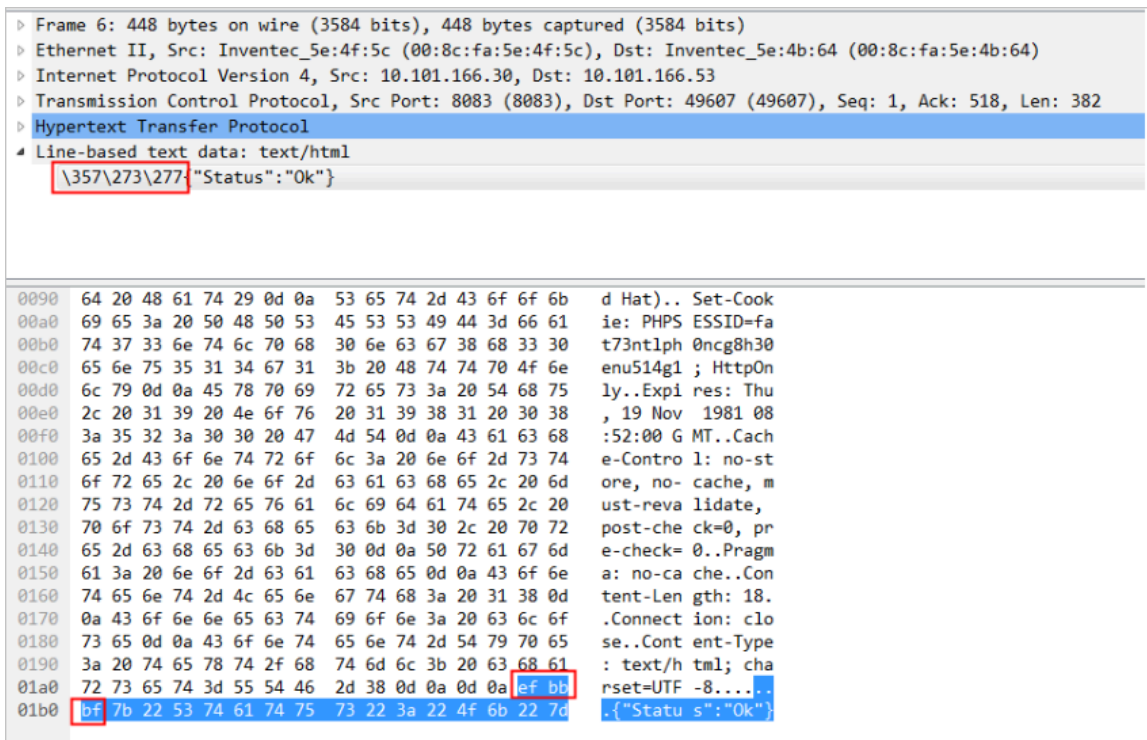 Frame 6: 448 bytes on wire (3584 bits), 448 bytes captured (3584 bits)
Ethernet II, Src: Inventec_5e:4f:5c (00:8c:fa:5e:4f:5c), Dst: Inventec_5e:4b:64 (00:8c:fa:5e:4b:64)
Internet Protocol Version 4, Src: 10.101.166.30, Dst: 10.101.166.53
Transmission Control Protocol, Src Port: 8083 (8083), Dst Port: 49607 (49607), Seq: 1, Ack: 518, Len: 382
Hypertext Transfer Protocol
Line-based text data: text/html
\357\273\277{"Status":"Ok"}
0090 64 20 48 61 74 29 0d 0a 53 65 74 2d 43 6f 6f 6b d Hat).. Set-Cook
00a0 69 65 3a 20 50 48 50 53 45 53 53 49 44 3d 66 61 ie: PHPS ESSID=fa
00b0 74 37 33 6e 74 6c 70 68 30 6e 63 67 38 68 33 30 t73ntlph 0ncg8h30
00c0 65 6e 75 35 31 34 67 31 3b 20 48 74 74 70 4f 6e enu514g1 ; HttpOn
00d0 6c 79 0d 0a 45 78 70 69 72 65 73 3a 20 54 68 75 ly..Expi res: Thu
00e0 2c 20 31 39 20 4e 6f 76 20 31 39 38 31 20 30 38 , 19 Nov 1981 08
00f0 3a 35 32 3a 30 30 20 47 4d 54 0d 0a 43 61 63 68 :52:00 G MT..Cach
0100 65 2d 43 6f 6e 74 72 6f 6c 3a 20 6e 6f 2d 73 74 e-Contro l: no-st
0110 6f 72 65 2c 20 6e 6f 2d 63 61 63 68 65 2c 20 6d ore, no- cache, m
0120 75 73 74 2d 72 65 76 61 6c 69 64 61 74 65 2c 20 ust-reva lidate,
0130 70 6f 73 74 2d 63 68 65 63 6b 3d 30 2c 20 70 72 post-che ck=0, pr
0140 65 2d 63 68 65 63 6b 3d 30 0d 0a 50 72 61 67 6d e-check= 0..Pragm
0150 61 3a 20 6e 6f 2d 63 61 63 68 65 0d 0a 43 6f 6e a: no-ca che..Con
0160 74 65 6e 74 2d 4c 65 6e 67 74 68 3a 20 31 38 0d tent-Len gth: 18.
0170 0a 43 6f 6e 6e 65 63 74 69 6f 6e 3a 20 63 6c 6f .Connect ion: clo
0180 73 65 0d 0a 43 6f 6e 74 65 6e 74 2d 54 79 70 65 se..Cont ent-Type
0190 3a 20 74 65 78 74 2f 68 74 6d 6c 3b 20 63 68 61 : text/h tml; cha
01a0 72 73 65 74 3d 55 54 46 2d 38 0d 0a 0d 0a ef bb rset=UTF -8......
01b0 bf 7b 22 53 74 61 74 75 73 22 3a 22 4f 6b 22 7d .{"Statu s":"Ok"}